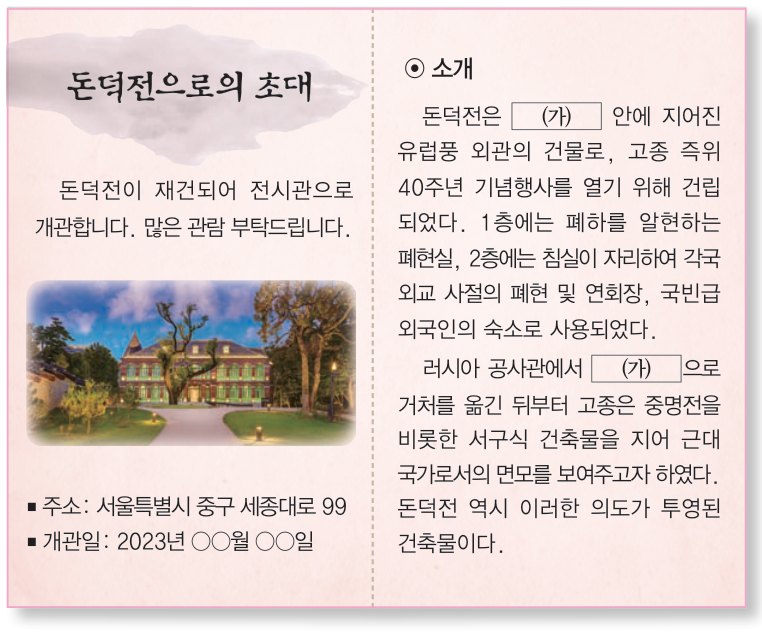 돈덕전으로의 초대
돈덕전이 재건되어 전시관으로
개관합니다. 많은 관람 부탁드립니다.
▪ 주소: 서울특별시 중구 세종대로 99
▪ 개관일: 2023년 ○○월 ○○일
⊙ 소개
돈덕전은 (가) 안에 지어진
유럽풍 외관의 건물로, 고종 즉위
40주년 기념행사를 열기 위해 건립
되었다. 1층에는 폐하를 알현하는
폐현실, 2층에는 침실이 자리하여 각국
외교 사절의 폐현 및 연회장, 국빈급
외국인의 숙소로 사용되었다.
러시아 공사관에서 (가) 으로
거처를 옮긴 뒤부터 고종은 중명전을
비롯한 서구식 건축물을 지어 근대
국가로서의 면모를 보여주고자 하였다.
돈덕전 역시 이러한 의도가 투영된
건축물이다.